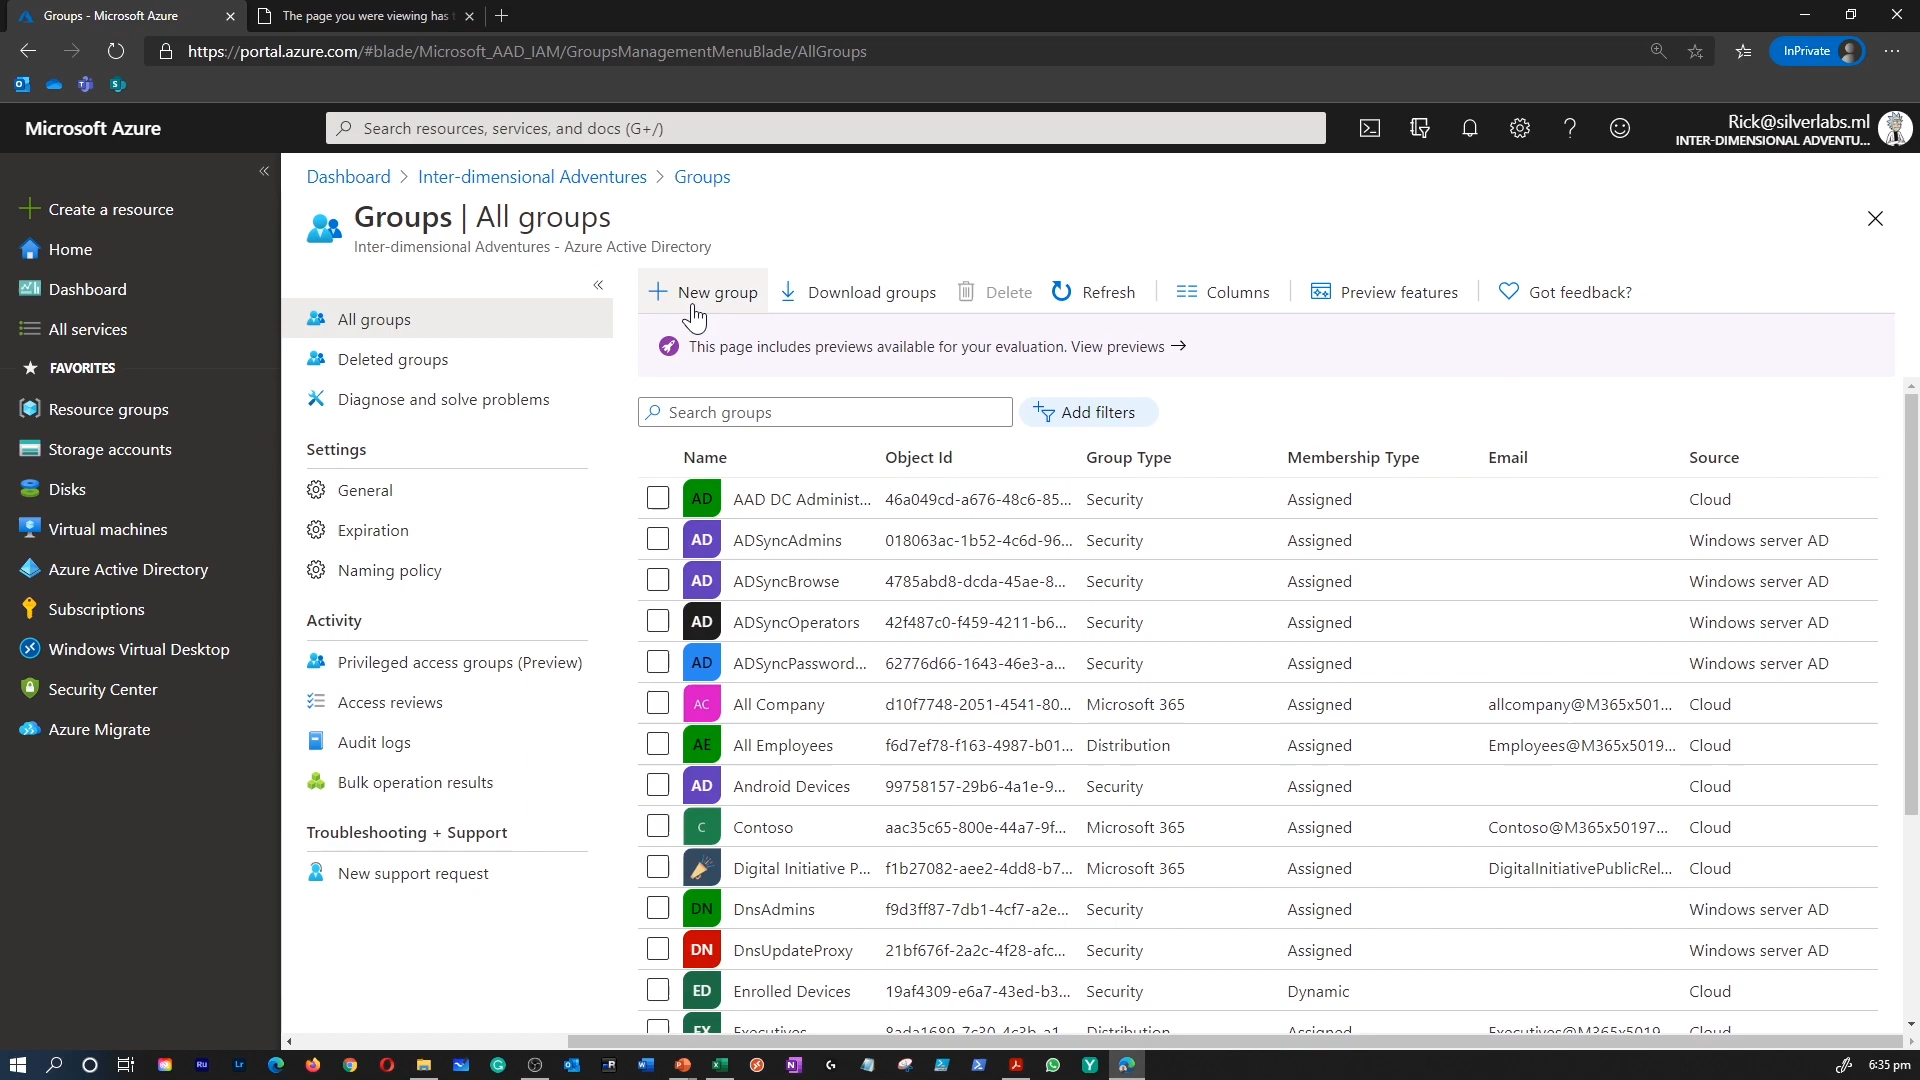 Groups - Microsoft Azure
The page you were viewing has
https://portal.azure.com/#blade/Microsoft_AAD_IAM/GroupsManagementMenuBlade/AllGroups
InPrivate
Microsoft Azure
Search resources, services, and docs (G+/)
Rick@silverlabs.ml
INTER-DIMENSIONAL ADVENTU...
Create a resource
Home
Dashboard
All services
FAVORITES
Resource groups
Storage accounts
Disks
Virtual machines
Azure Active Directory
Subscriptions
Windows Virtual Desktop
Security Center
Azure Migrate
Dashboard > Inter-dimensional Adventures > Groups
Groups | All groups
Inter-dimensional Adventures - Azure Active Directory
All groups
Deleted groups
Diagnose and solve problems
Settings
General
Expiration
Naming policy
Activity
Privileged access groups (Preview)
Access reviews
Audit logs
Bulk operation results
Troubleshooting + Support
New support request
New group Download groups Delete Refresh Columns Preview features Got feedback?
This page includes previews available for your evaluation. View previews →
Search groups Add filters
Name Object Id Group Type Membership Type Email Source
AD AAD DC Administ... 46a049cd-a676-48c6-85... Security Assigned Cloud
AD ADSyncAdmins 018063ac-1b52-4c6d-96... Security Assigned Windows server AD
AD ADSyncBrowse 4785abd8-dcda-45ae-8... Security Assigned Windows server AD
AD ADSyncOperators 42f487c0-f459-4211-b6... Security Assigned Windows server AD
AD ADSyncPassword... 62776d66-1643-46e3-a... Security Assigned Windows server AD
AC All Company d10f7748-2051-4541-80... Microsoft 365 Assigned allcompany@M365x501... Cloud
AE All Employees f6d7ef78-f163-4987-b01... Distribution Assigned Employees@M365x5019... Cloud
AD Android Devices 99758157-29b6-4a1e-9... Security Assigned Cloud
C Contoso aac35c65-800e-44a7-9f... Microsoft 365 Assigned Contoso@M365x50197... Cloud
Digital Initiative P... f1b27082-aee2-4dd8-b7... Microsoft 365 Assigned DigitalInitiativePublicRel... Cloud
DN DnsAdmins f9d3ff87-7db1-4cf7-a2e... Security Assigned Windows server AD
DN DnsUpdateProxy 21bf676f-2a2c-4f28-afc... Security Assigned Windows server AD
ED Enrolled Devices 19af4309-e6a7-43ed-b3... Security Dynamic Cloud
EX Executives 8ada1689-7c30-4c3b-a1... Distribution Assigned Executives@M365x5019... Cloud
6:35 pm